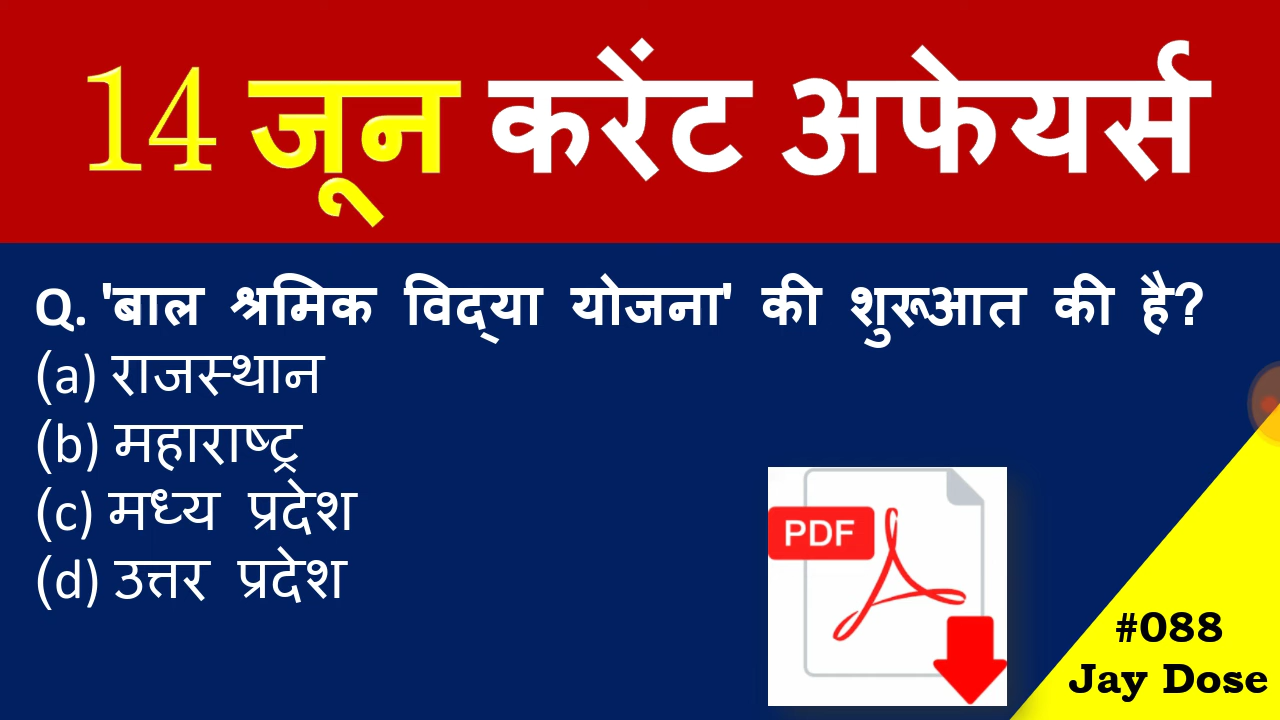 14 जून करेंट अफेयर्स
Q. 'बाल श्रमिक विद्या योजना' की शुरूआत की है?
(a) राजस्थान
(b) महाराष्ट्र
(c) मध्य प्रदेश
(d) उत्तर प्रदेश
PDF
#088
Jay Dose